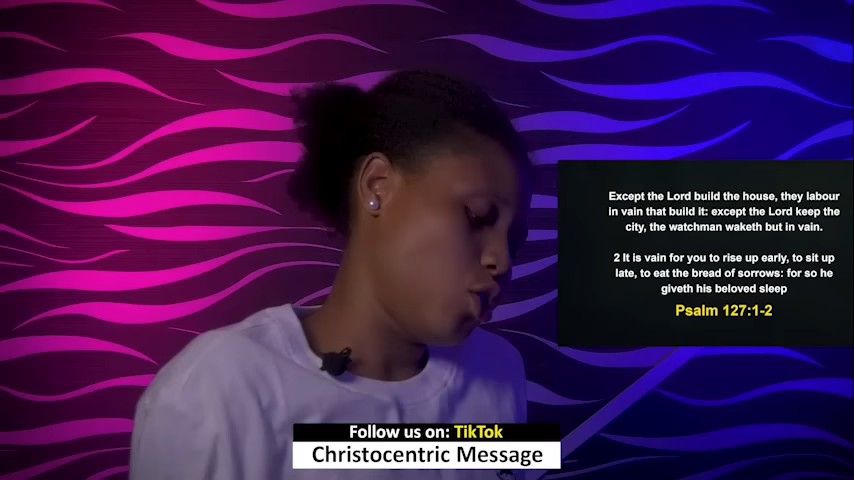 Except the Lord build the house, they labour
in vain that build it: except the Lord keep the
city, the watchman waketh but in vain.
2 It is vain for you to rise up early, to sit up
late, to eat the bread of sorrows: for so he
giveth his beloved sleep
Psalm 127:1-2
Follow us on: TikTok
Christocentric Message